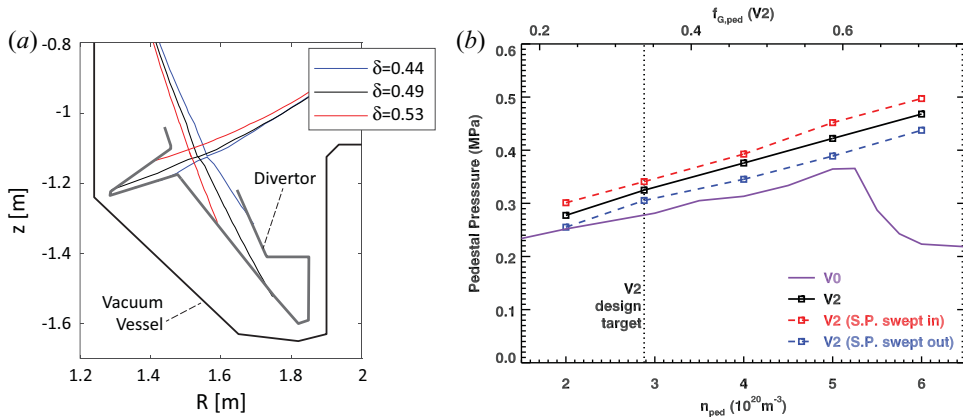 (a)
-0.8
-1
-1.2
-1.4
-1.6
z [m]
1.2
1.4
1.6
1.8
2
R [m]
δ=0.44
δ=0.49
δ=0.53
Divertor
Vacuum
Vessel
(b)
f_G,ped (V2)
0.2
0.4
0.6
0.6
0.5
0.4
0.3
0.2
0.1
0.0
Pedestal Pressure (MPa)
V2
design
target
V0
V2
V2 (S.P. swept in)
V2 (S.P. swept out)
2
3
4
5
6
n_ped (10²⁰m⁻³)